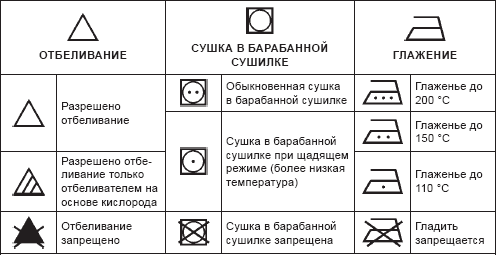 ОТБЕЛИВАНИЕ
СУШКА В БАРАБАННОЙ
СУШИЛКЕ
ГЛАЖЕНИЕ
Разрешено
отбеливание
Разрешено отбе-
ливание только
отбеливателем на
основе кислорода
Отбеливание
запрещено
Обыкновенная сушка
в барабанной сушилке
Сушка в барабанной
сушилке при щадящем
режиме (более низкая
температура)
Сушка в барабанной
сушилке запрещена
Глаженье до
200 °C
Глаженье до
150 °C
Глаженье до
110 °C
Гладить
запрещается